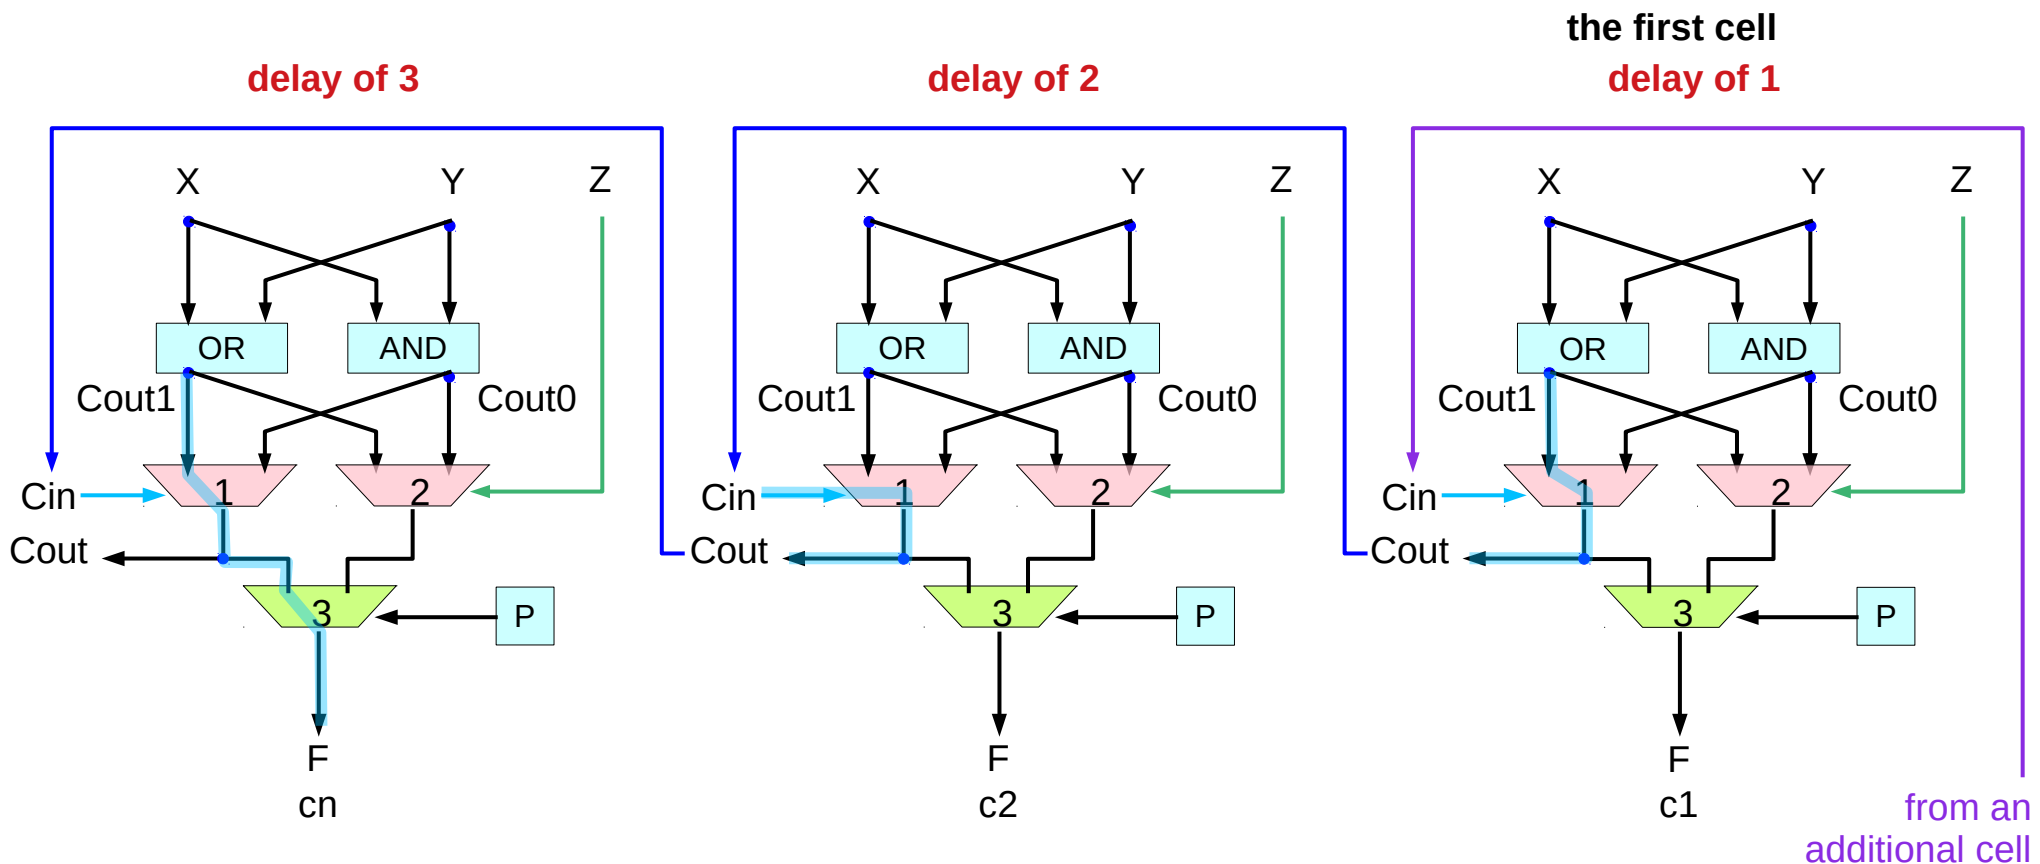 the first cell
delay of 3 delay of 2 delay of 1
X Y Z X Y Z X Y Z
OR AND OR AND OR AND
Cout1 Cout0 Cout1 Cout0 Cout1 Cout0
Cin 1 2 Cin 1 2 Cin 1 2
Cout Cout Cout
3 P 3 P 3 P
F F F
cn c2 c1
from an
additional cell